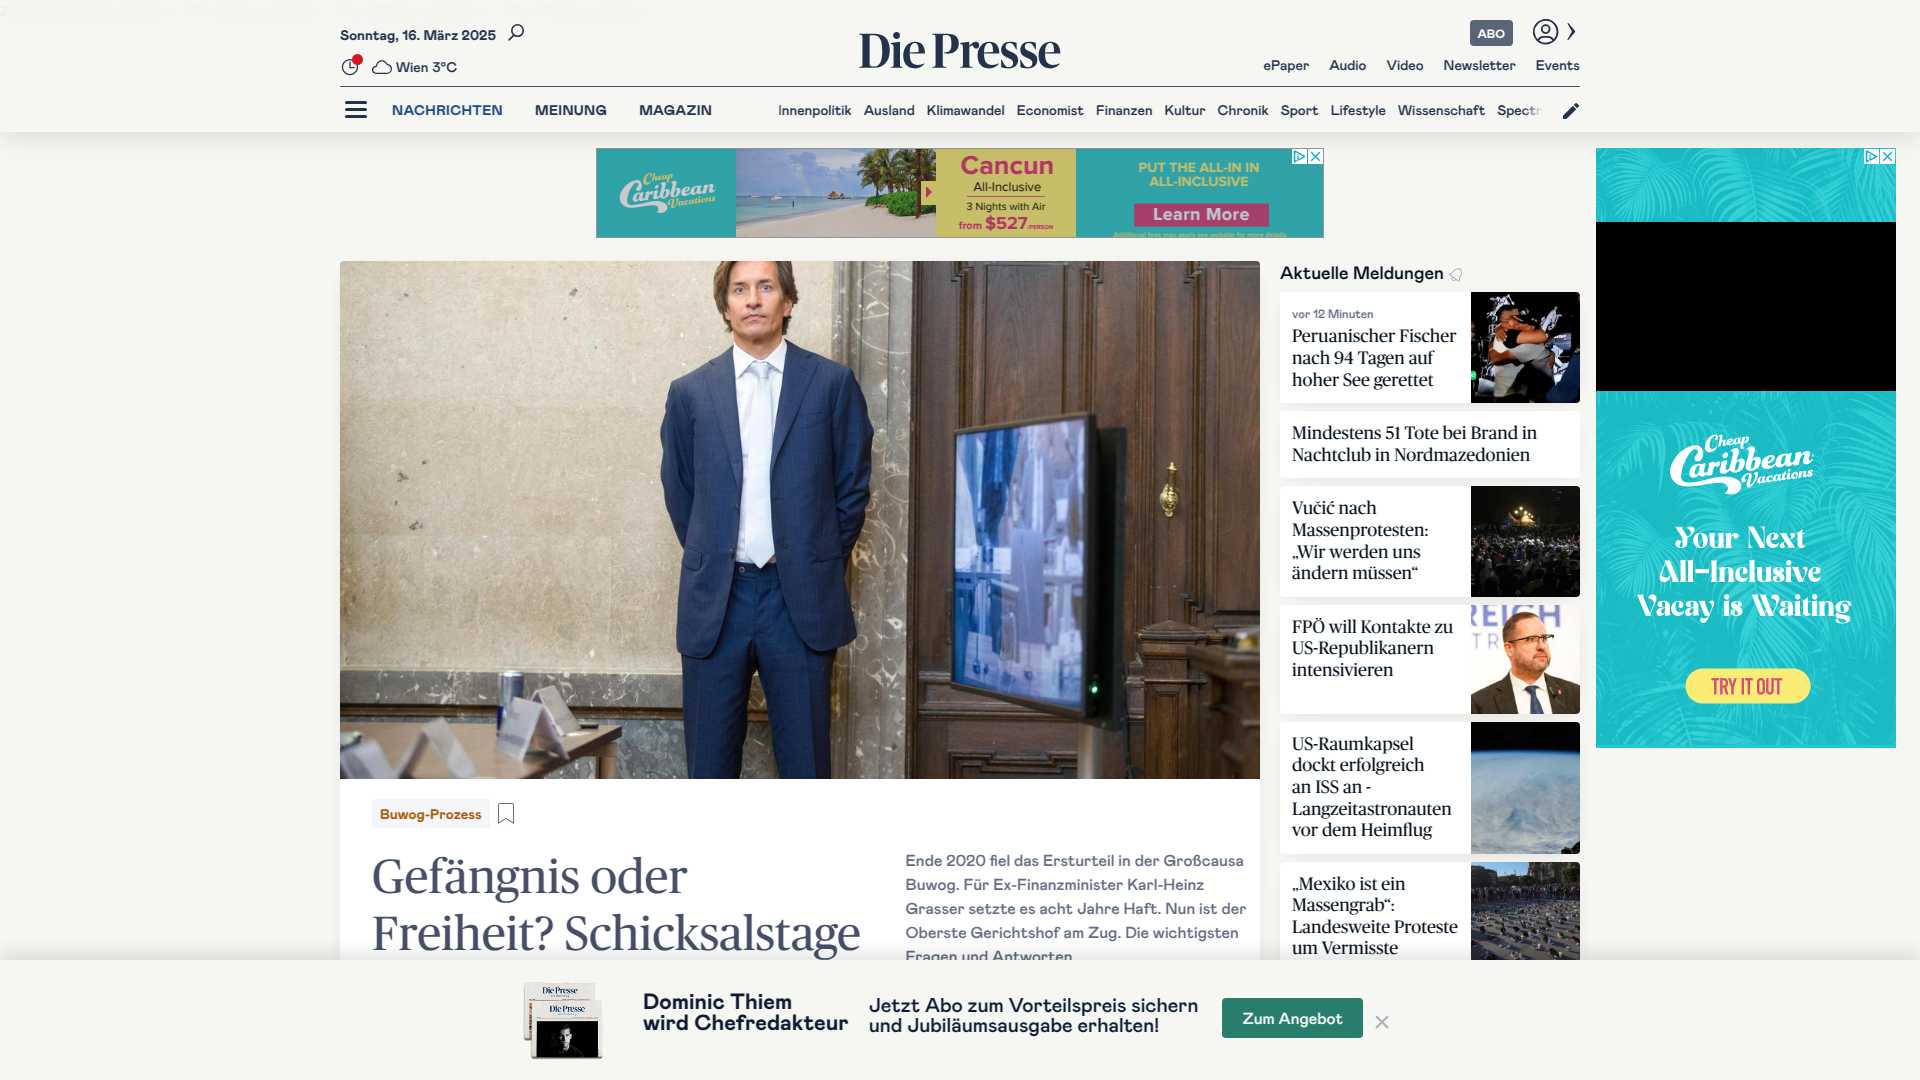 Sonntag, 16. März 2025
Wien 3°C
Die Presse
ABO
ePaper Audio Video Newsletter Events
NACHRICHTEN MEINUNG MAGAZIN
Innenpolitik Ausland Klimawandel Economist Finanzen Kultur Chronik Sport Lifestyle Wissenschaft Spectr
Cheap
Caribbean
Vacations
Cancun
All-Inclusive
3 Nights with Air
from $527 /PERSON
PUT THE ALL-IN IN
ALL-INCLUSIVE
Learn More
Buwog-Prozess
Gefängnis oder
Freiheit? Schicksalstage
Ende 2020 fiel das Ersturteil in der Großcausa
Buwog. Für Ex-Finanzminister Karl-Heinz
Grasser setzte es acht Jahre Haft. Nun ist der
Oberste Gerichtshof am Zug. Die wichtigsten
Fragen und Antworten
Aktuelle Meldungen
vor 12 Minuten
Peruanischer Fischer
nach 94 Tagen auf
hoher See gerettet
Mindestens 51 Tote bei Brand in
Nachtclub in Nordmazedonien
Vučić nach
Massenprotesten:
„Wir werden uns
ändern müssen“
FPÖ will Kontakte zu
US-Republikanern
intensivieren
REICH
US-Raumkapsel
dockt erfolgreich
an ISS an -
Langzeitastronauten
vor dem Heimflug
„Mexiko ist ein
Massengrab“:
Landesweite Proteste
um Vermisste
Cheap
Caribbean
Vacations
Your Next
All-Inclusive
Vacay is Waiting
TRY IT OUT
Die Presse
Die Presse
Dominic Thiem
wird Chefredakteur
Jetzt Abo zum Vorteilspreis sichern
und Jubiläumsausgabe erhalten!
Zum Angebot